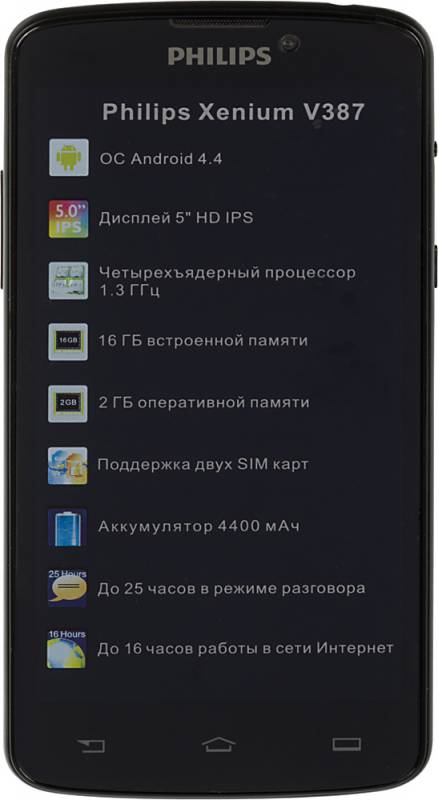 PHILIPS
Philips Xenium V387
ОС Android 4.4
5.0" IPS
Дисплей 5" HD IPS
Четырехъядерный процессор
1.3 ГГц
16GB
16 ГБ встроенной памяти
2GB
2 ГБ оперативной памяти
Поддержка двух SIM карт
Аккумулятор 4400 мАч
25 Hours
До 25 часов в режиме разговора
16 Hours
До 16 часов работы в сети Интернет